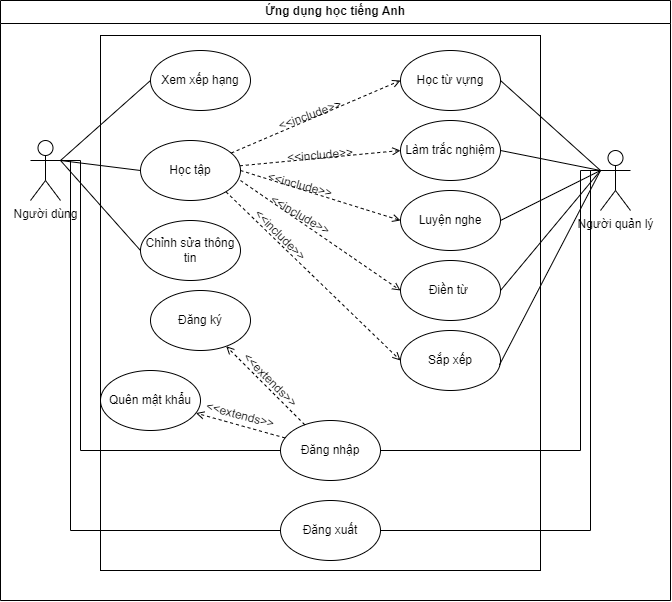 Ứng dụng học tiếng Anh
Xem xếp hạng
Học từ vựng
<<include>>
Làm trắc nghiệm
<<include>>
Học tập
<<include>>
Người dùng
<<include>>
Luyện nghe
Người quản lý
<<include>>
Chỉnh sửa thông
tin
Điền từ
Đăng ký
Sắp xếp
<<extends>>
Quên mật khẩu
<<extends>>
Đăng nhập
Đăng xuất